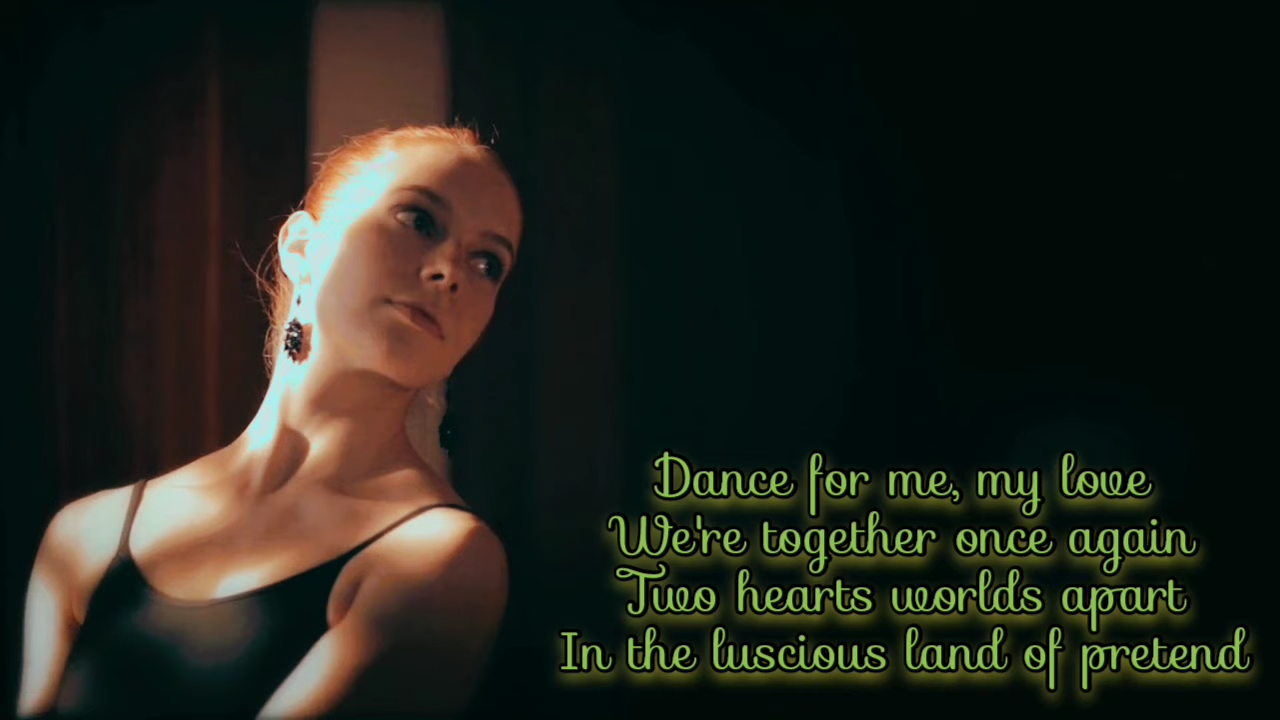 Dance for me, my love
We're together once again
Two hearts worlds apart
In the luscious land of pretend